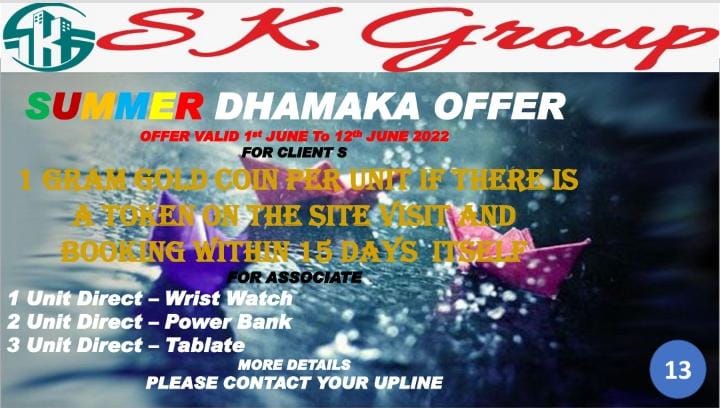 SKG
SK Group
SUMMER DHAMAKA OFFER
OFFER VALID 1st JUNE To 12th JUNE 2022
FOR CLIENT S
1 GRAM GOLD COIN PER UNIT IF THERE IS
A TOKEN ON THE SITE VISIT AND
BOOKING WITHIN 15 DAYS ITSELF
FOR ASSOCIATE
1 Unit Direct – Wrist Watch
2 Unit Direct – Power Bank
3 Unit Direct – Tablate
MORE DETAILS
PLEASE CONTACT YOUR UPLINE
13